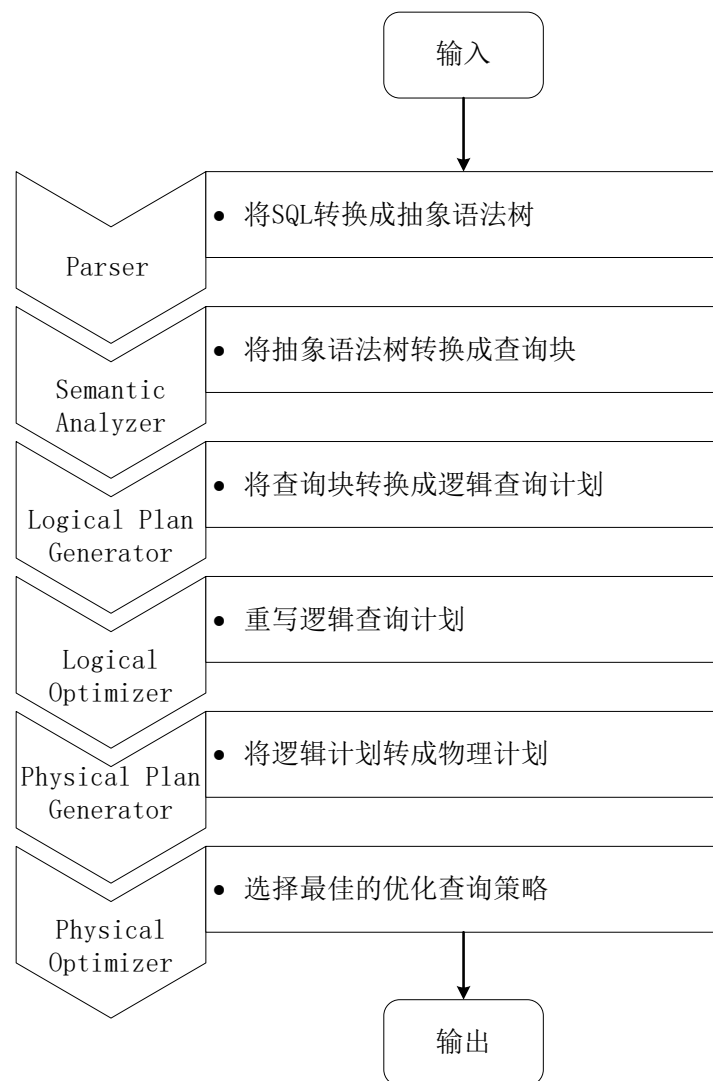 输入
• 将SQL转换成抽象语法树
Parser
• 将抽象语法树转换成查询块
Semantic
Analyzer
• 将查询块转换成逻辑查询计划
Logical Plan
Generator
• 重写逻辑查询计划
Logical
Optimizer
• 将逻辑计划转成物理计划
Physical Plan
Generator
• 选择最佳的优化查询策略
Physical
Optimizer
输出